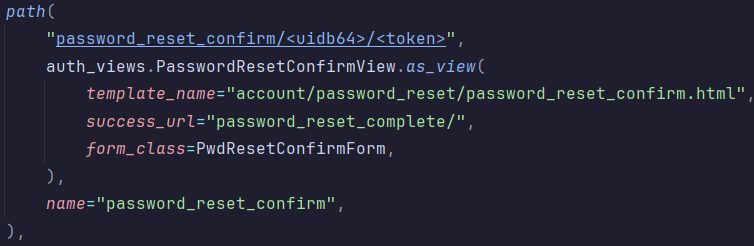 path(
"password_reset_confirm/<uidb64>/<token>",
auth_views.PasswordResetConfirmView.as_view(
template_name="account/password_reset/password_reset_confirm.html",
success_url="password_reset_complete/",
form_class=PwdResetConfirmForm,
),
name="password_reset_confirm",
),